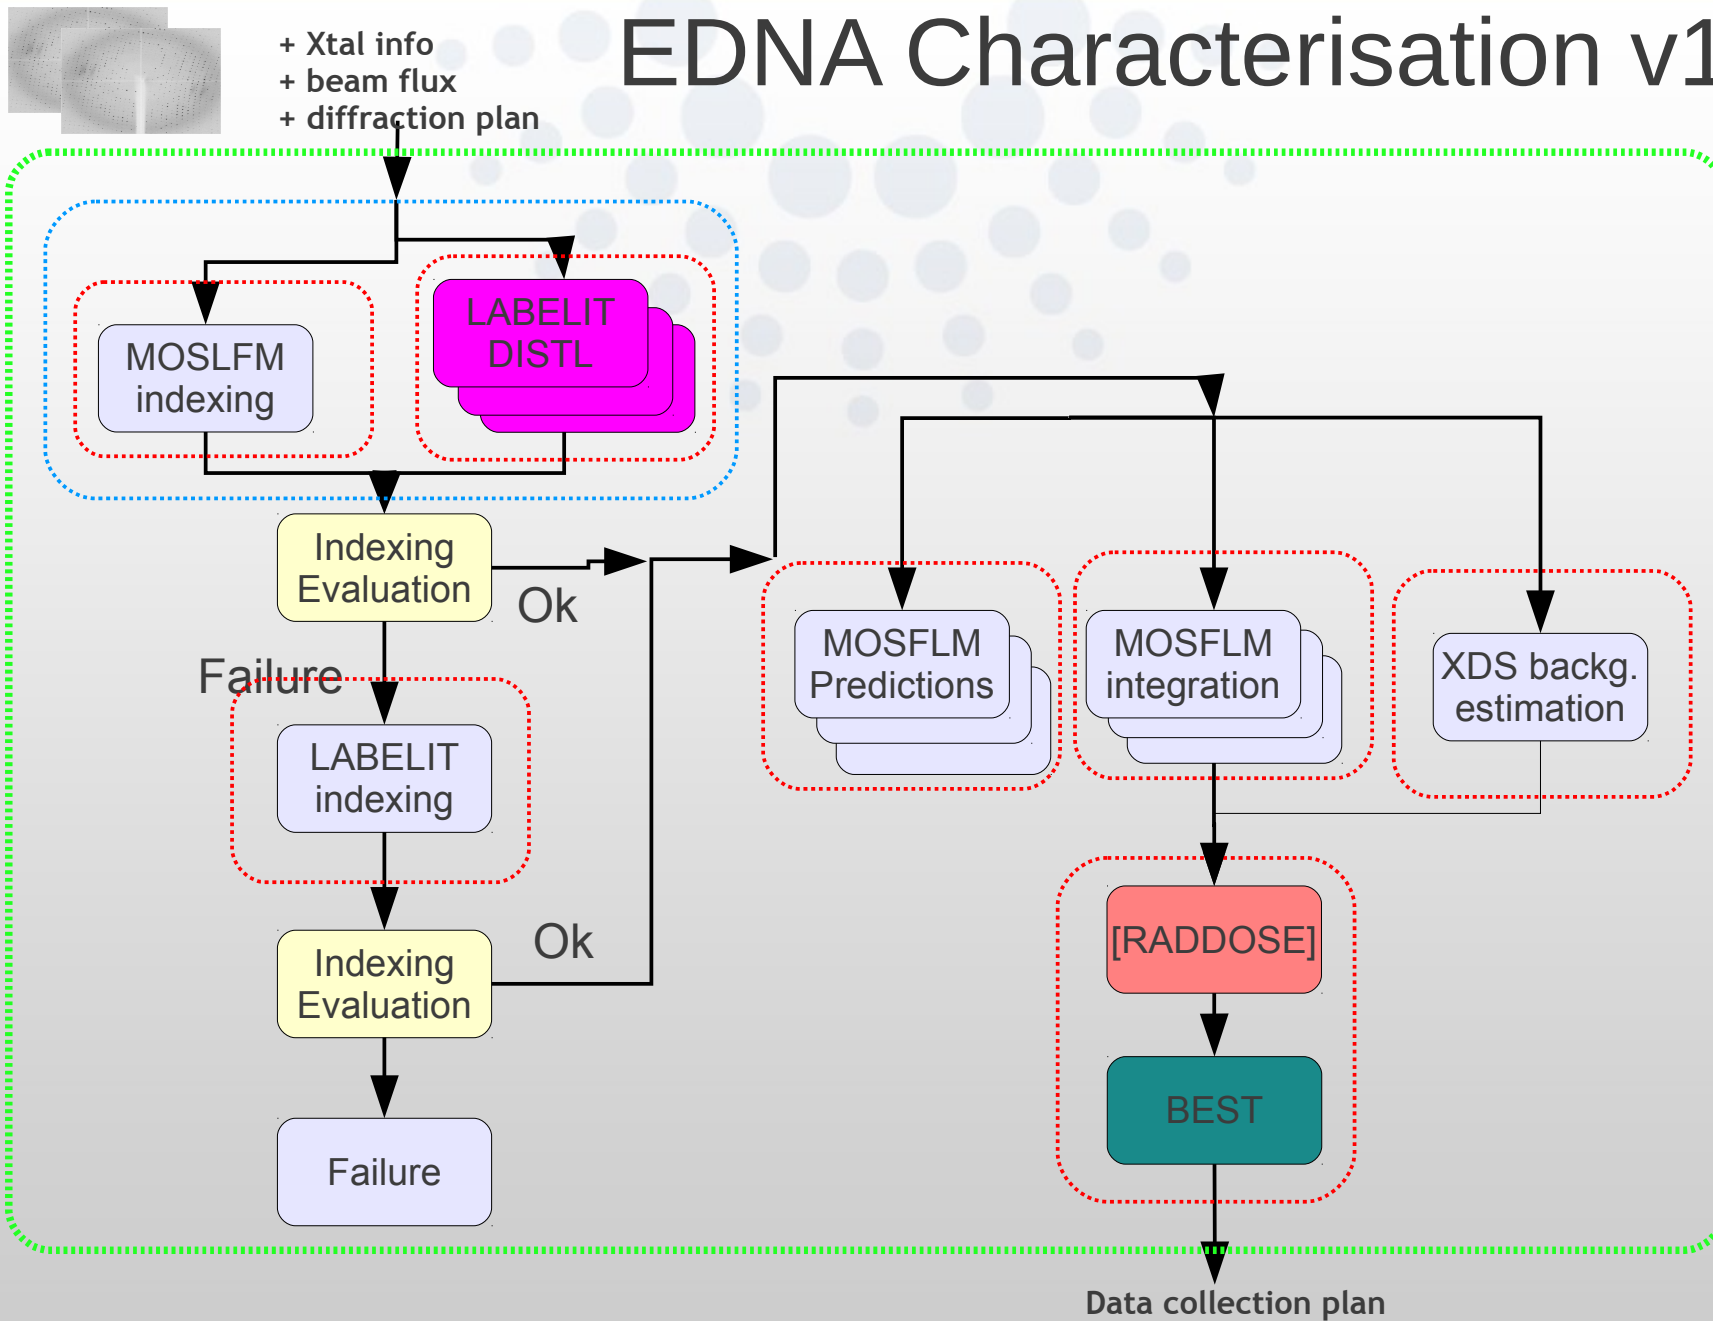 + Xtal info
+ beam flux
+ diffraction plan
EDNA Characterisation v1
LABELIT
DISTL
MOSLFM
indexing
Indexing
Evaluation
Ok
Failure
LABELIT
indexing
Indexing
Evaluation
Ok
Failure
MOSFLM
Predictions
MOSFLM
integration
XDS backg.
estimation
[RADDOSE]
BEST
Data collection plan